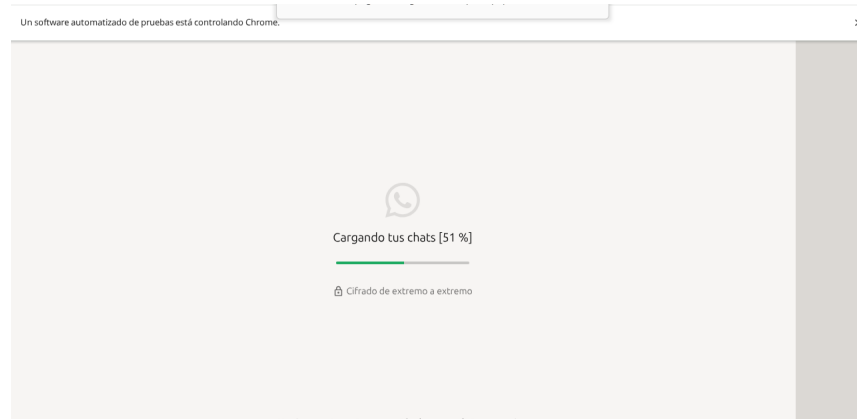 Un software automatizado de pruebas está controlando Chrome.
Cargando tus chats [51 %]
Cifrado de extremo a extremo